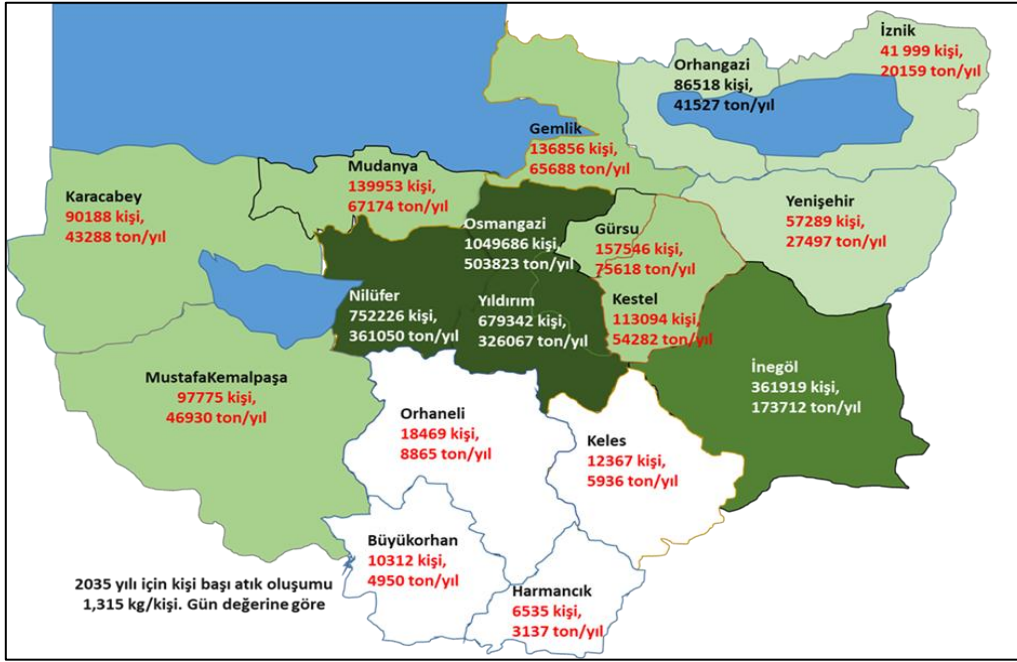 İznik
41 999 kişi,
20159 ton/yıl
Orhangazi
86518 kişi,
41527 ton/yıl
Gemlik
136856 kişi,
65688 ton/yıl
Mudanya
139953 kişi,
67174 ton/yıl
Karacabey
90188 kişi,
43288 ton/yıl
Yenişehir
57289 kişi,
27497 ton/yıl
Osmangazi
1049686 kişi,
503823 ton/yıl
Gürsu
157546 kişi,
75618 ton/yıl
Nilüfer
752226 kişi,
361050 ton/yıl
Yıldırım
679342 kişi,
326067 ton/yıl
Kestel
113094 kişi,
54282 ton/yıl
İnegöl
361919 kişi,
173712 ton/yıl
MustafaKemalpaşa
97775 kişi,
46930 ton/yıl
Orhaneli
18469 kişi,
8865 ton/yıl
Keles
12367 kişi,
5936 ton/yıl
Büyükorhan
10312 kişi,
4950 ton/yıl
Harmancık
6535 kişi,
3137 ton/yıl
2035 yılı için kişi başı atık oluşumu
1,315 kg/kişi. Gün değerine göre